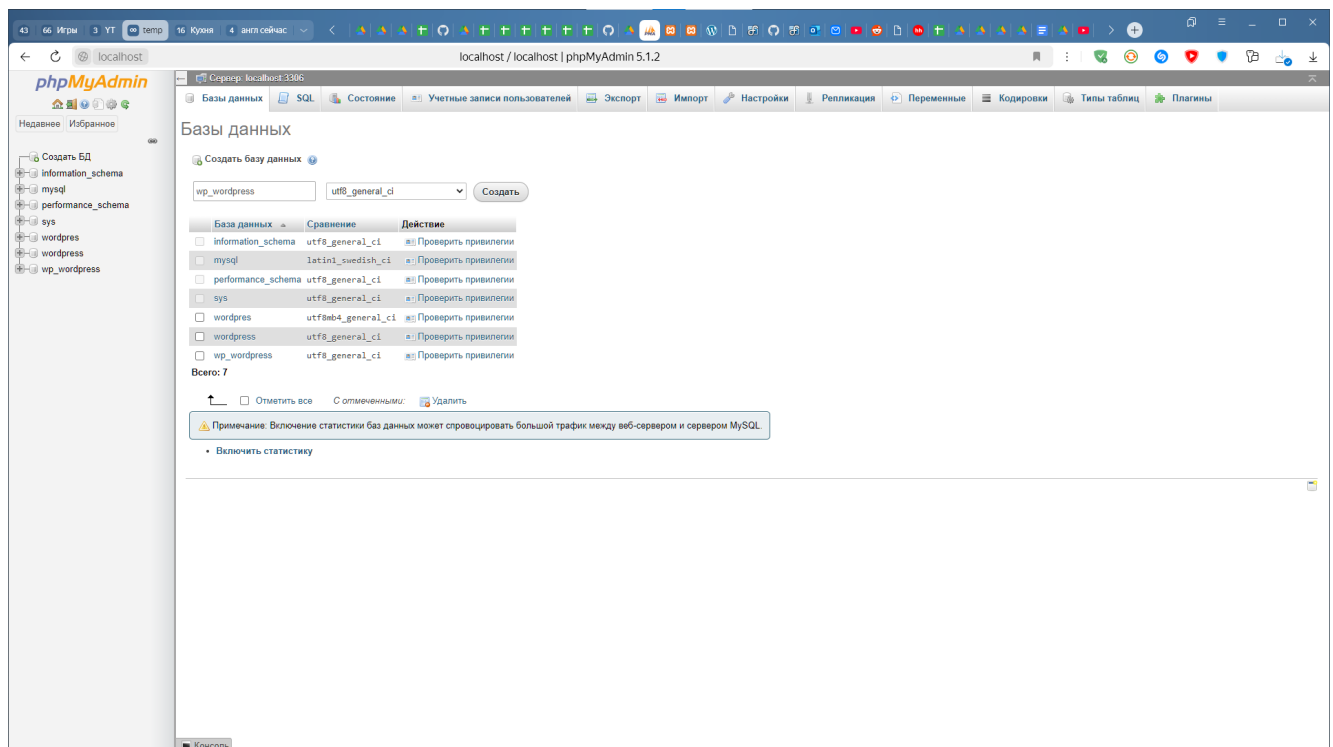 43 66 Игры 3 YT temp 16 Кухня 4 англ сейчас
localhost localhost / localhost | phpMyAdmin 5.1.2
phpMyAdmin
Недавнее Избранное
Создать БД
information_schema
mysql
performance_schema
sys
wordpres
wordpress
wp_wordpress
Сервер: localhost:3306
Базы данных SQL Состояние Учетные записи пользователей Экспорт Импорт Настройки Репликация Переменные Кодировки Типы таблиц Плагины
Базы данных
Создать базу данных
wp_wordpress utf8_general_ci Создать
База данных Сравнение Действие
information_schema utf8_general_ci Проверить привилегии
mysql latin1_swedish_ci Проверить привилегии
performance_schema utf8_general_ci Проверить привилегии
sys utf8_general_ci Проверить привилегии
wordpres utf8mb4_general_ci Проверить привилегии
wordpress utf8_general_ci Проверить привилегии
wp_wordpress utf8_general_ci Проверить привилегии
Всего: 7
Отметить все С отмеченными: Удалить
Примечание: Включение статистики баз данных может спровоцировать большой трафик между веб-сервером и сервером MySQL.
• Включить статистику
Консоль